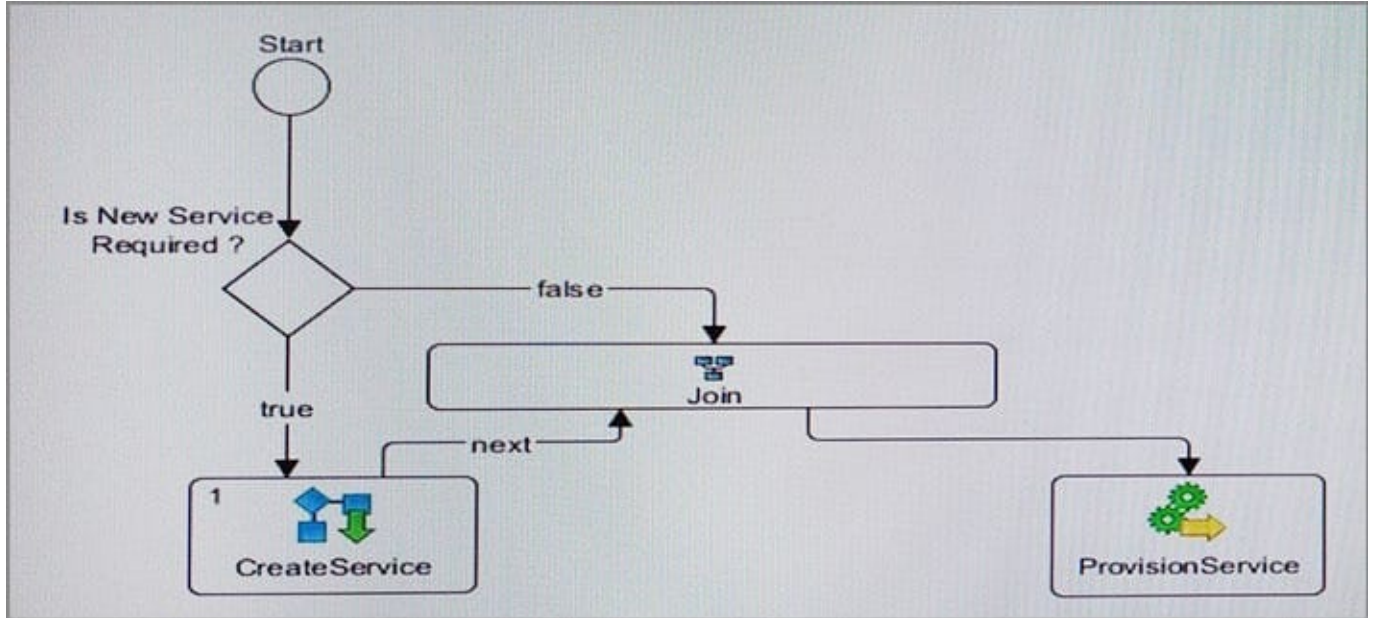 Start
Is New Service
Required ?
false
Join
true
next
1
CreateService
ProvisionService